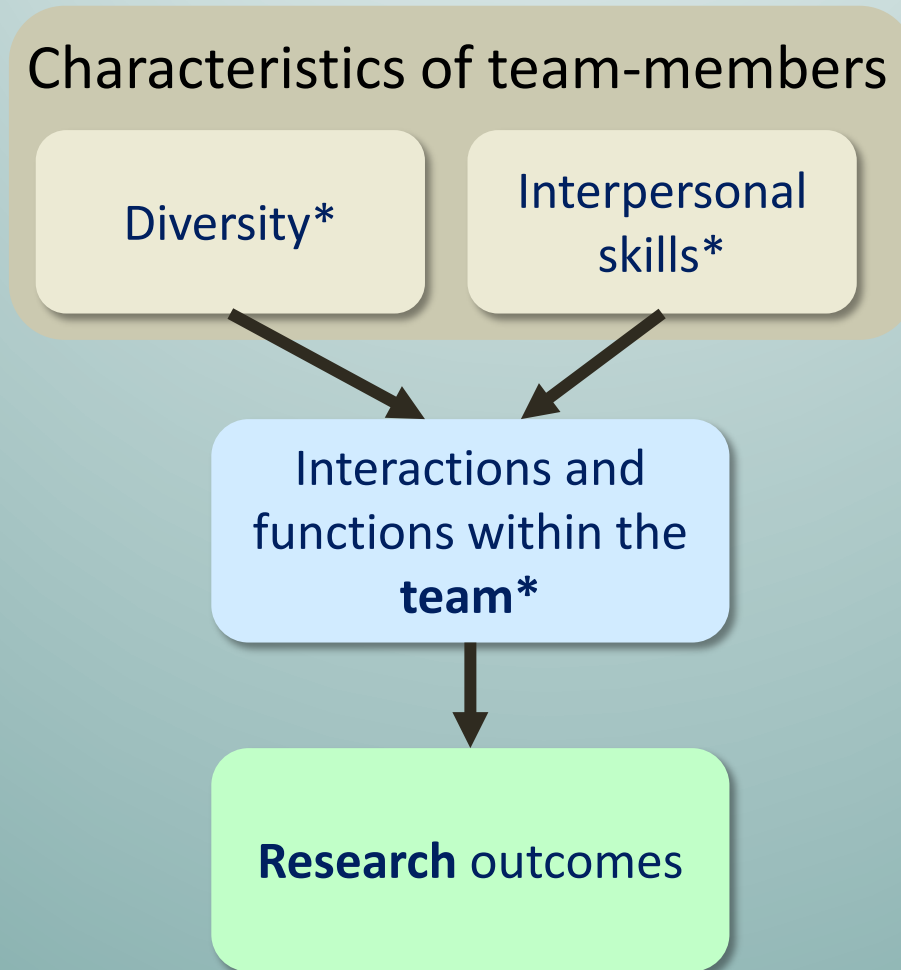 Characteristics of team-members
Diversity*
Interpersonal
skills*
Interactions and
functions within the
team*
Research outcomes